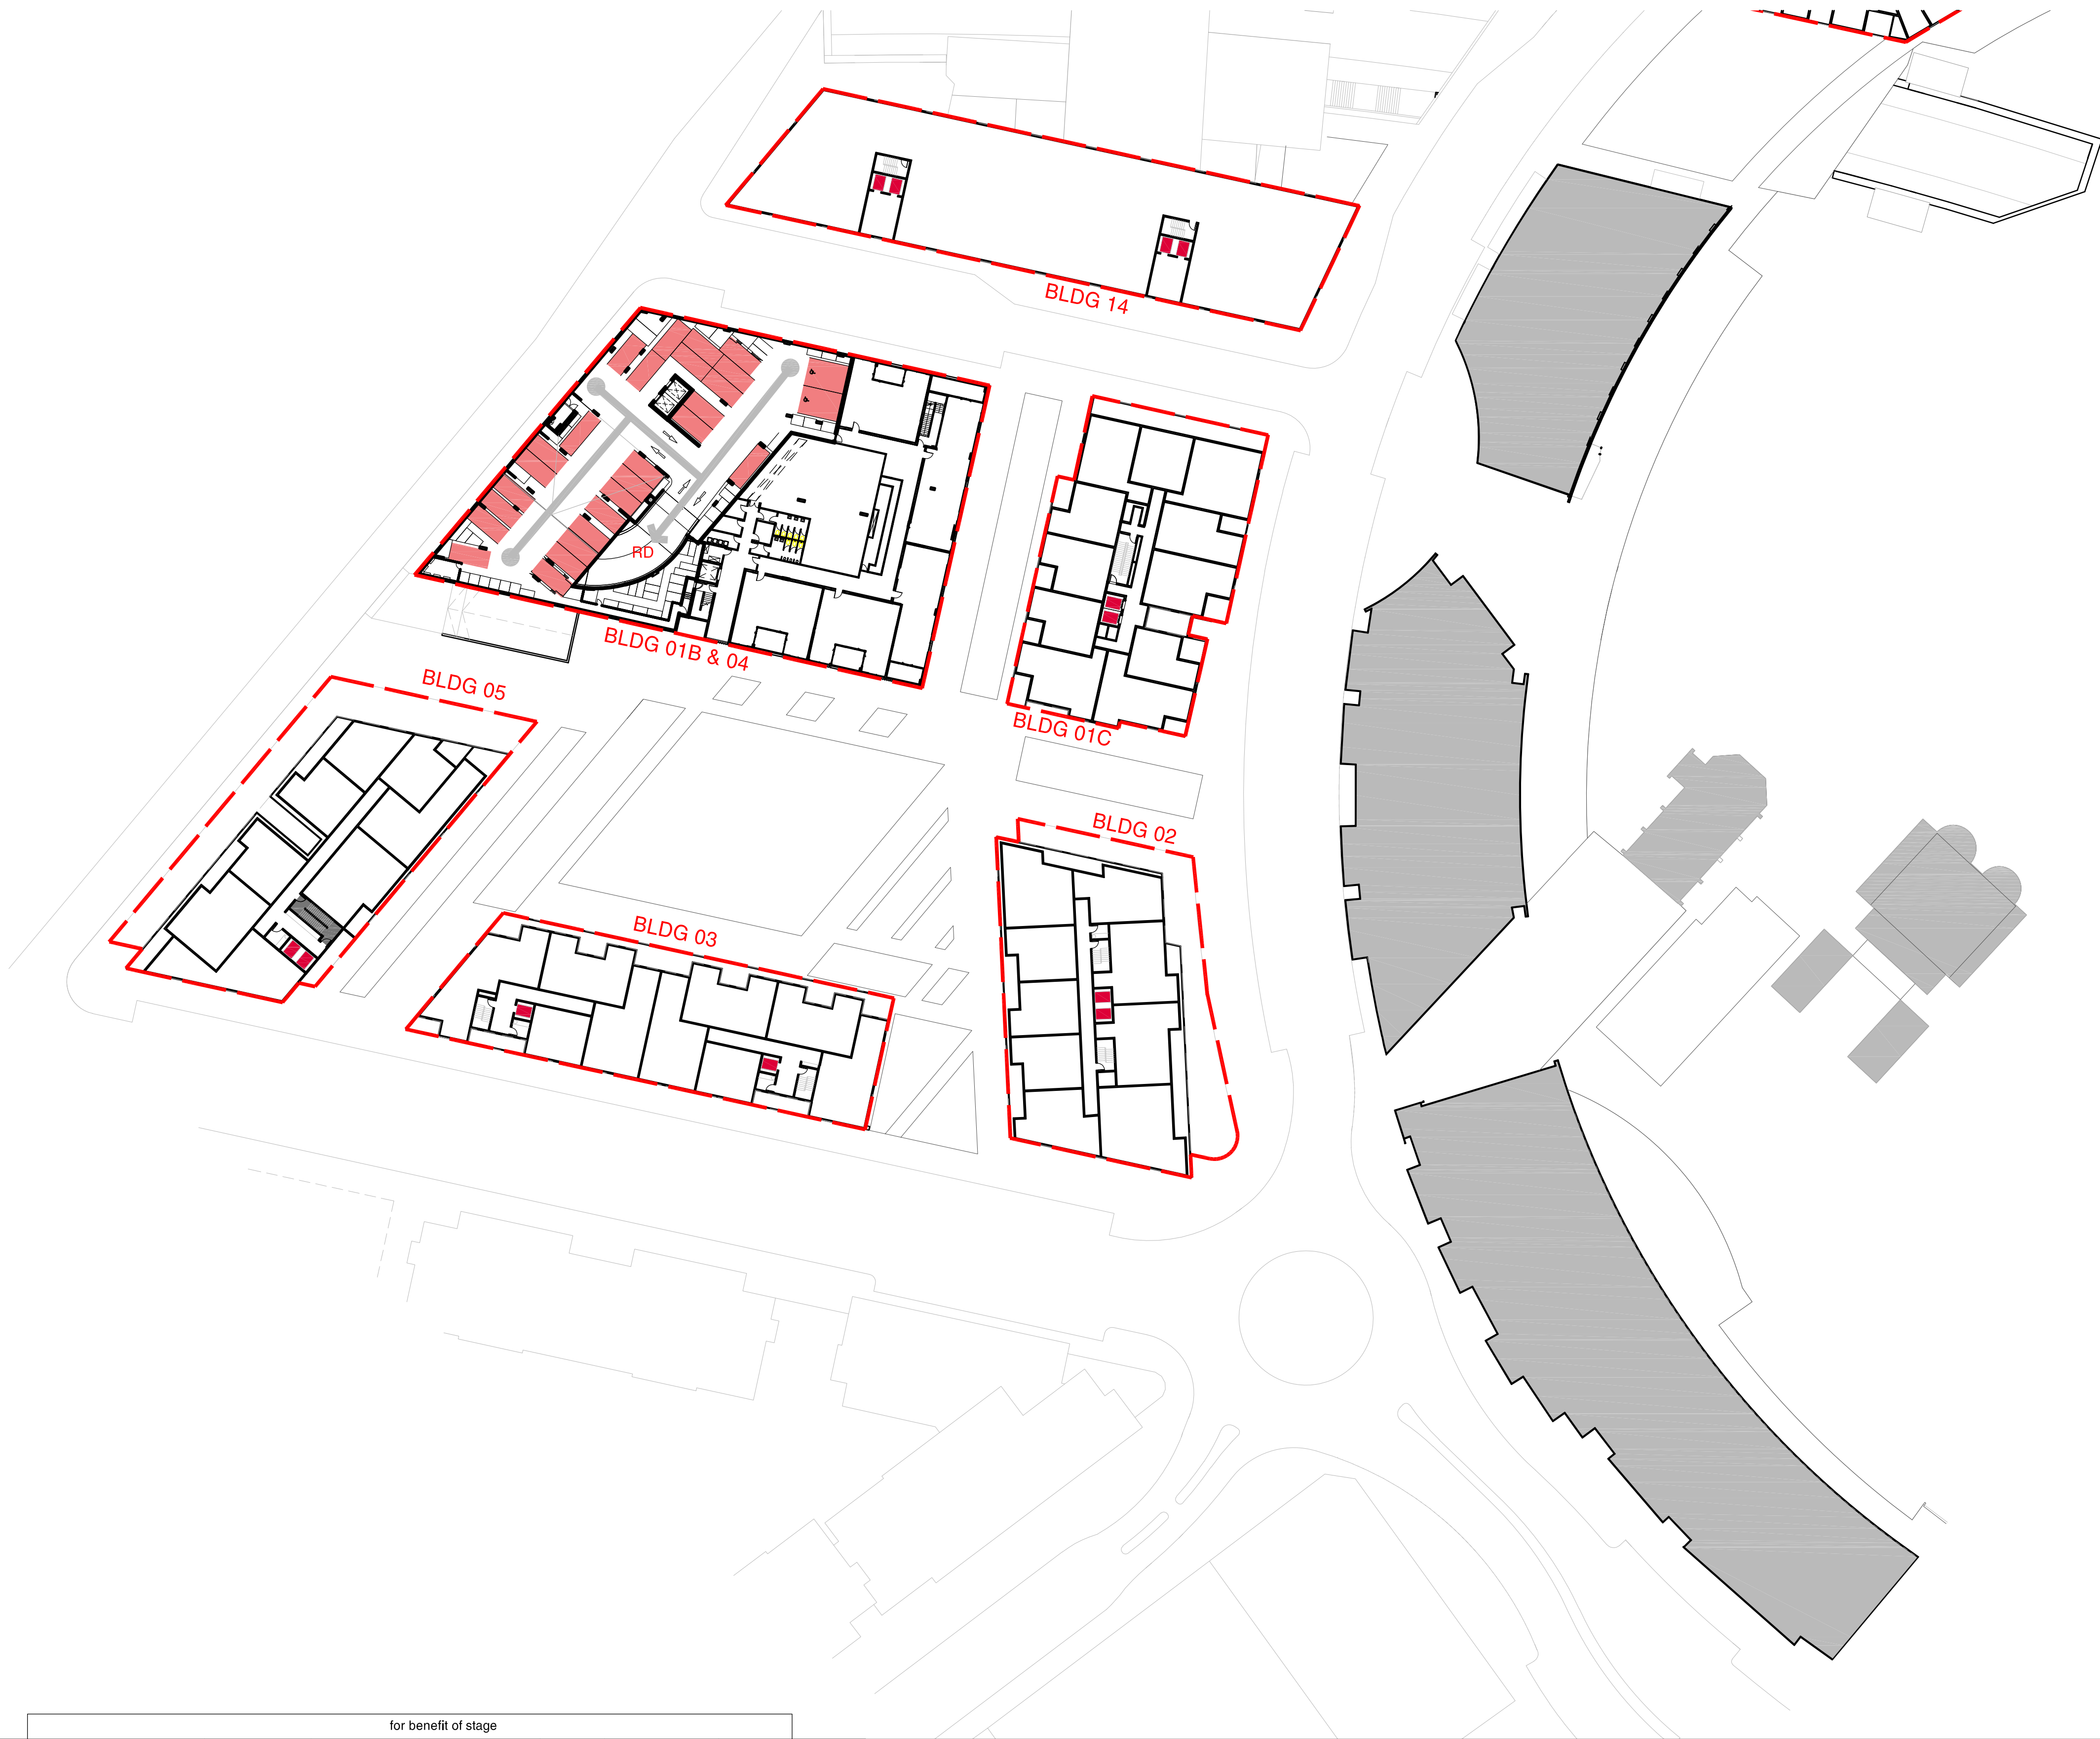 BLDG 14
RD
BLDG 01B & 04
BLDG 05
BLDG 01C
BLDG 02
BLDG 03
for benefit of stage